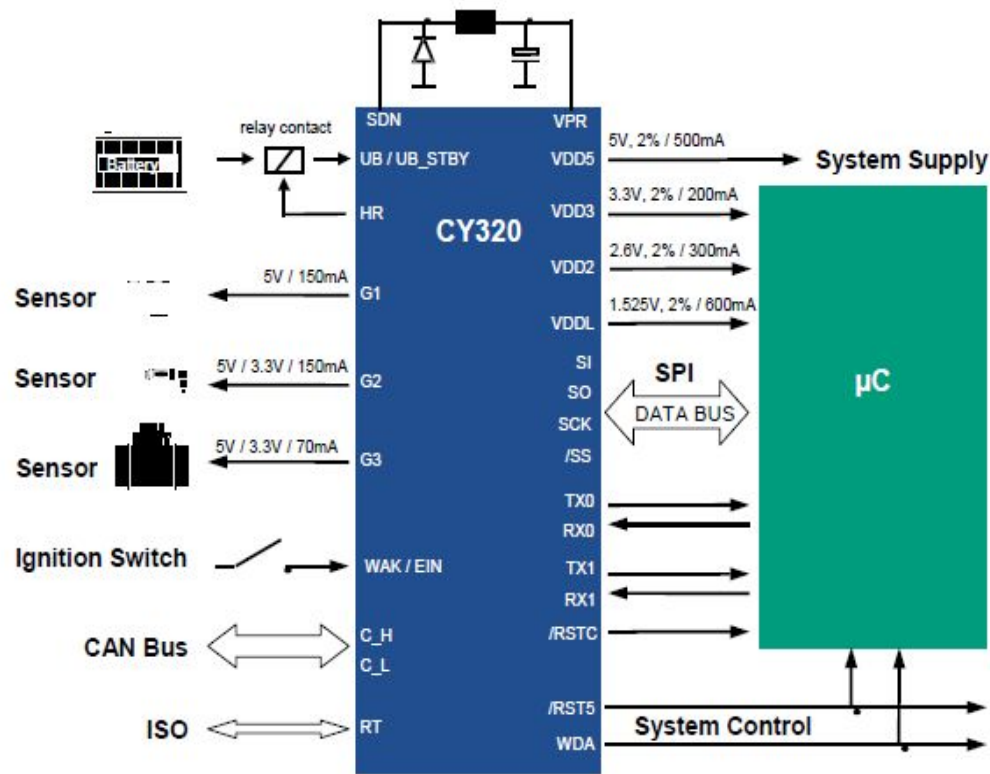 SDN
VPR
relay contact
Battery
UB / UB_STBY
VDD5
5V, 2% / 500mA
System Supply
HR
VDD3
3.3V, 2% / 200mA
CY320
VDD2
2.6V, 2% / 300mA
Sensor
5V / 150mA
G1
VDDL
1.525V, 2% / 600mA
SI
SPI
µC
Sensor
5V / 3.3V / 150mA
G2
SO
DATA BUS
SCK
Sensor
5V / 3.3V / 70mA
G3
/SS
TX0
RX0
Ignition Switch
WAK / EIN
TX1
RX1
CAN Bus
C_H
C_L
/RSTC
ISO
RT
/RST5
System Control
WDA